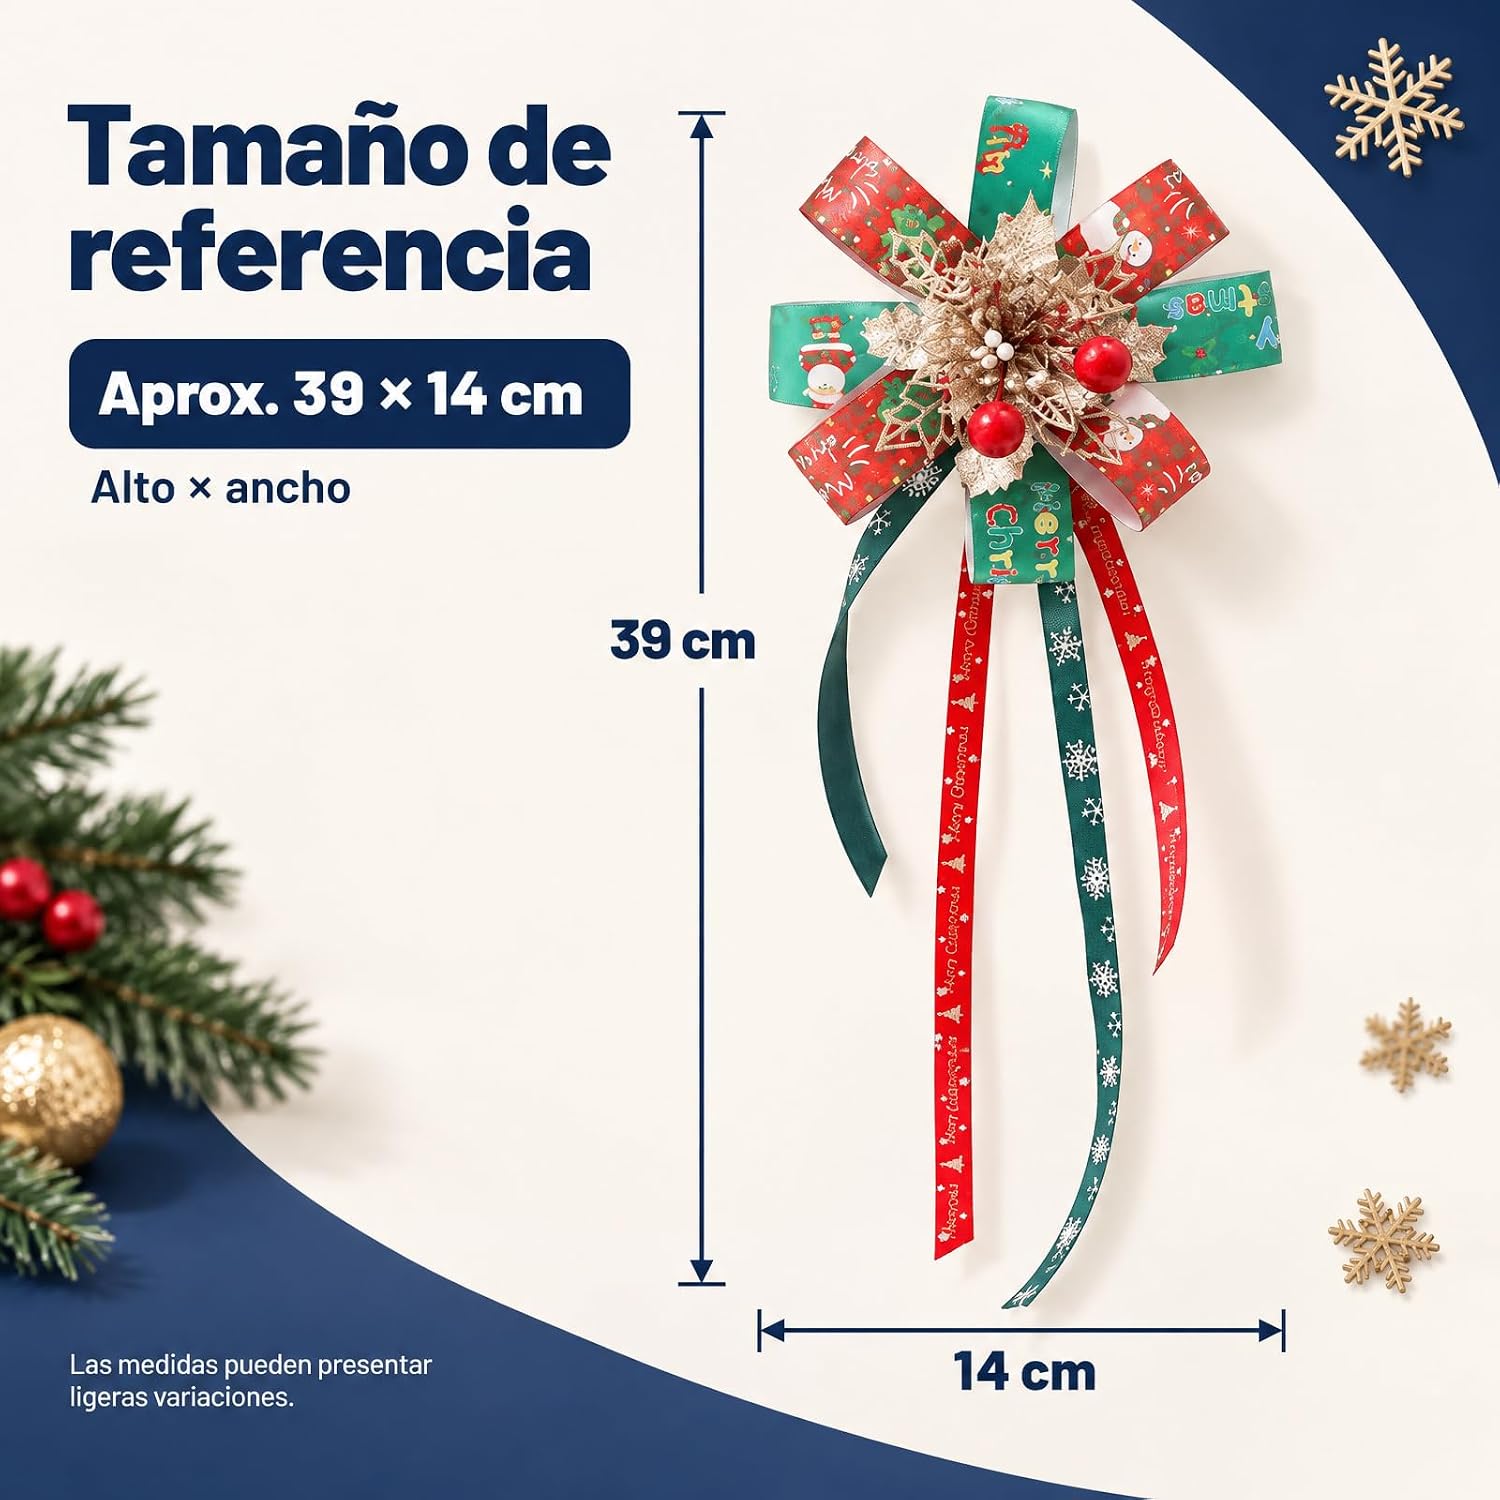 Tamaño de
referencia
Aprox. 39 × 14 cm
Alto × ancho
39 cm
14 cm
Las medidas pueden presentar
ligeras variaciones.